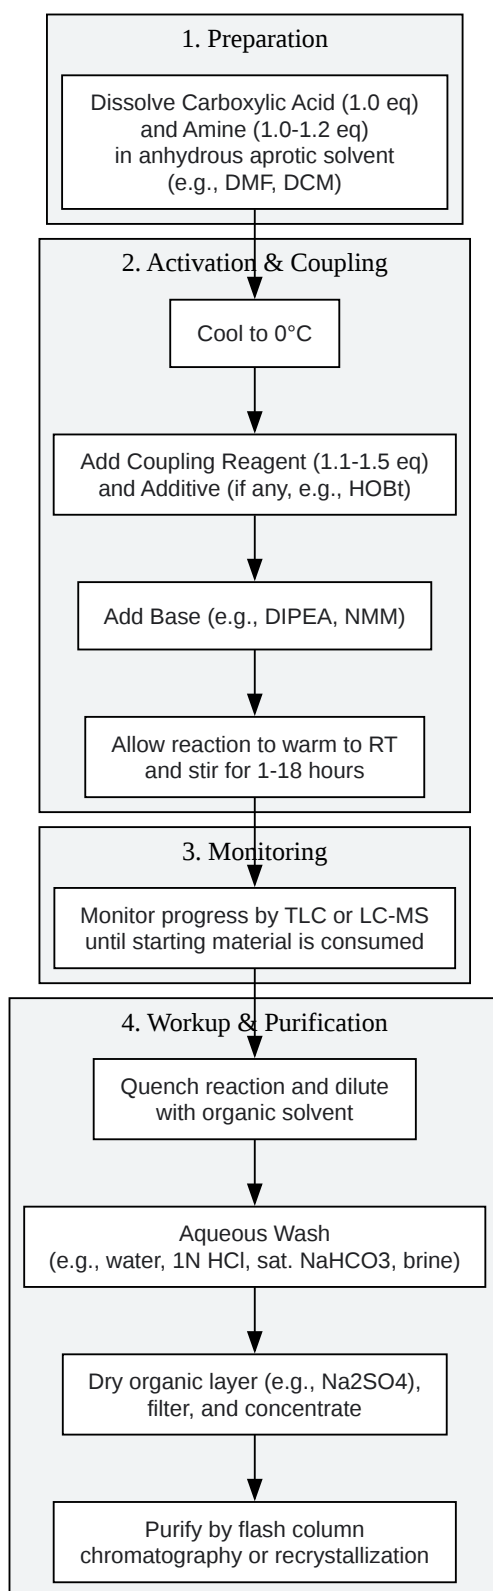 1. Preparation
Dissolve Carboxylic Acid (1.0 eq)
and Amine (1.0-1.2 eq)
in anhydrous aprotic solvent
(e.g., DMF, DCM)
2. Activation & Coupling
Cool to 0°C
Add Coupling Reagent (1.1-1.5 eq)
and Additive (if any, e.g., HOBt)
Add Base (e.g., DIPEA, NMM)
Allow reaction to warm to RT
and stir for 1-18 hours
3. Monitoring
Monitor progress by TLC or LC-MS
until starting material is consumed
4. Workup & Purification
Quench reaction and dilute
with organic solvent
Aqueous Wash
(e.g., water, 1N HCl, sat. NaHCO3, brine)
Dry organic layer (e.g., Na2SO4),
filter, and concentrate
Purify by flash column
chromatography or recrystallization